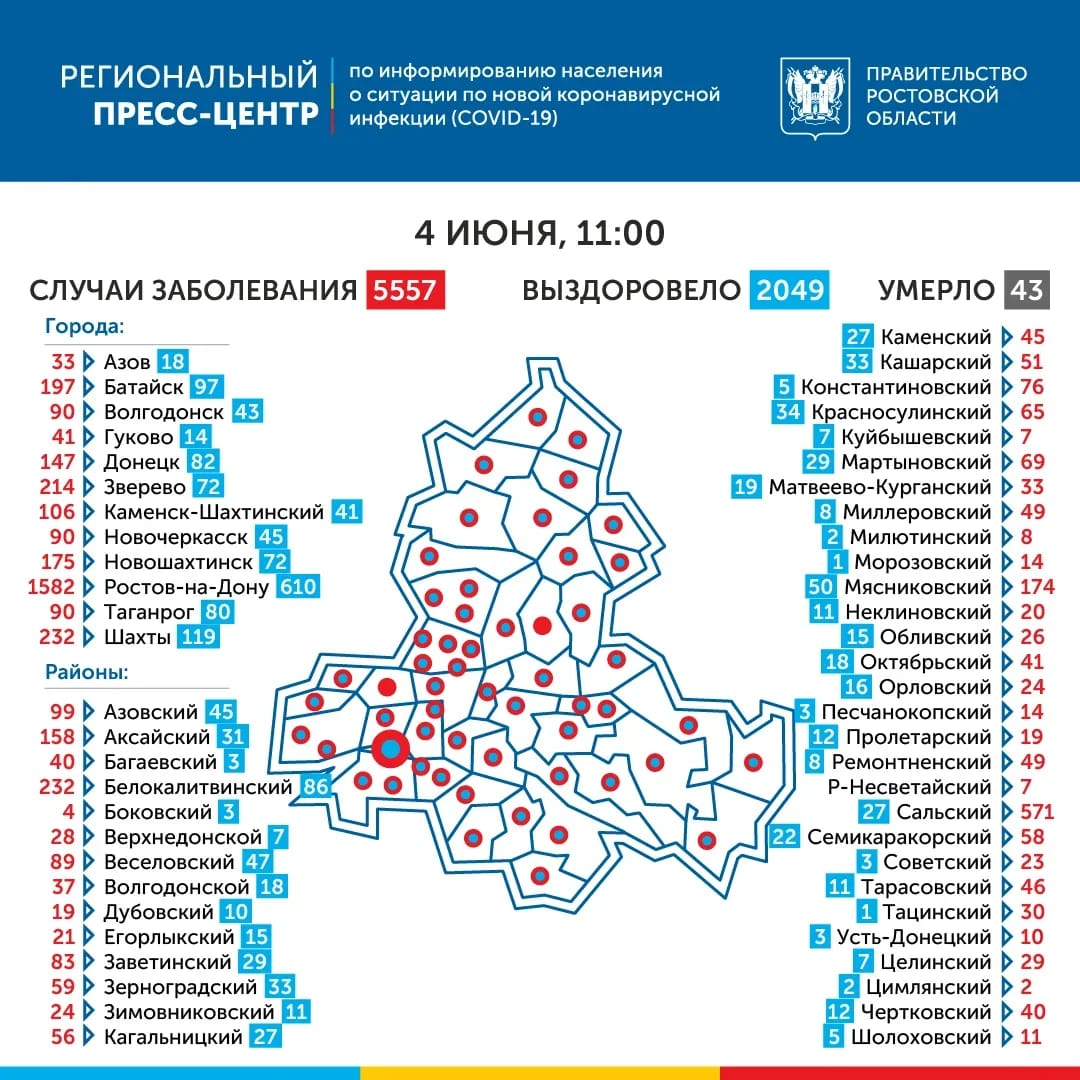 РЕГИОНАЛЬНЫЙ
ПРЕСС-ЦЕНТР
по информированию населения
о ситуации по новой коронавирусной
инфекции (COVID-19)
ПРАВИТЕЛЬСТВО
РОСТОВСКОЙ
ОБЛАСТИ
4 ИЮНЯ, 11:00
СЛУЧАИ ЗАБОЛЕВАНИЯ 5557
ВЫЗДОРОВЕЛО 2049
УМЕРЛО 43
Города:
33 Азов 18
197 Батайск 97
90 Волгодонск 43
41 Гуково 14
147 Донецк 82
214 Зверево 72
106 Каменск-Шахтинский 41
90 Новочеркасск 45
175 Новошахтинск 72
1582 Ростов-на-Дону 610
90 Таганрог 80
232 Шахты 119
Районы:
99 Азовский 45
158 Аксайский 31
40 Багаевский 3
232 Белокалитвинский 86
4 Боковский 3
28 Верхнедонской 7
89 Веселовский 47
37 Волгодонской 18
19 Дубовский 10
21 Егорлыкский 15
83 Заветинский 29
59 Зерноградский 33
24 Зимовниковский 11
56 Кагальницкий 27
27 Каменский 45
33 Кашарский 51
5 Константиновский 76
34 Красносулинский 65
7 Куйбышевский 7
29 Мартыновский 69
19 Матвеево-Курганский 33
8 Миллеровский 49
2 Милютинский 8
1 Морозовский 14
50 Мясниковский 174
11 Неклиновский 20
15 Обливский 26
18 Октябрьский 41
16 Орловский 24
3 Песчанокопский 14
12 Пролетарский 19
8 Ремонтненский 49
Р-Несветайский 7
27 Сальский 571
22 Семикаракорский 58
3 Советский 23
11 Тарасовский 46
1 Тацинский 30
3 Усть-Донецкий 10
7 Целинский 29
2 Цимлянский 2
12 Чертковский 40
5 Шолоховский 11